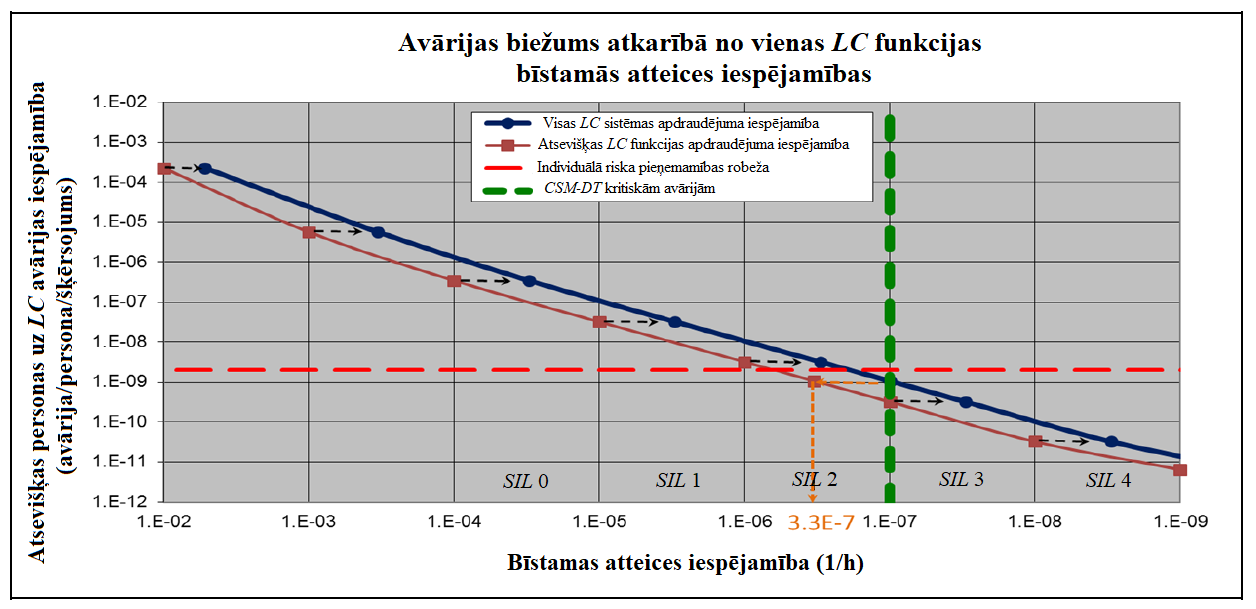 Avārijas biežums atkarībā no vienas LC funkcijas
bīstamās atteices iespējamības
Atsevišķas personas uz LC avārijas iespējamība
(avārija/persona/šķērsojums)
1.E-02
1.E-03
1.E-04
1.E-05
1.E-06
1.E-07
1.E-08
1.E-09
1.E-10
1.E-11
1.E-12
Visas LC sistēmas apdraudējuma iespējamība
Atsevišķas LC funkcijas apdraudējuma iespējamība
Individuālā riska pieņemamības robeža
CSM-DT kritiskām avārijām
SIL 0
SIL 1
SIL 2
SIL 3
SIL 4
1.E-02
1.E-03
1.E-04
1.E-05
1.E-06
3.3E-7
1.E-07
1.E-08
1.E-09
Bīstamas atteices iespējamība (1/h)